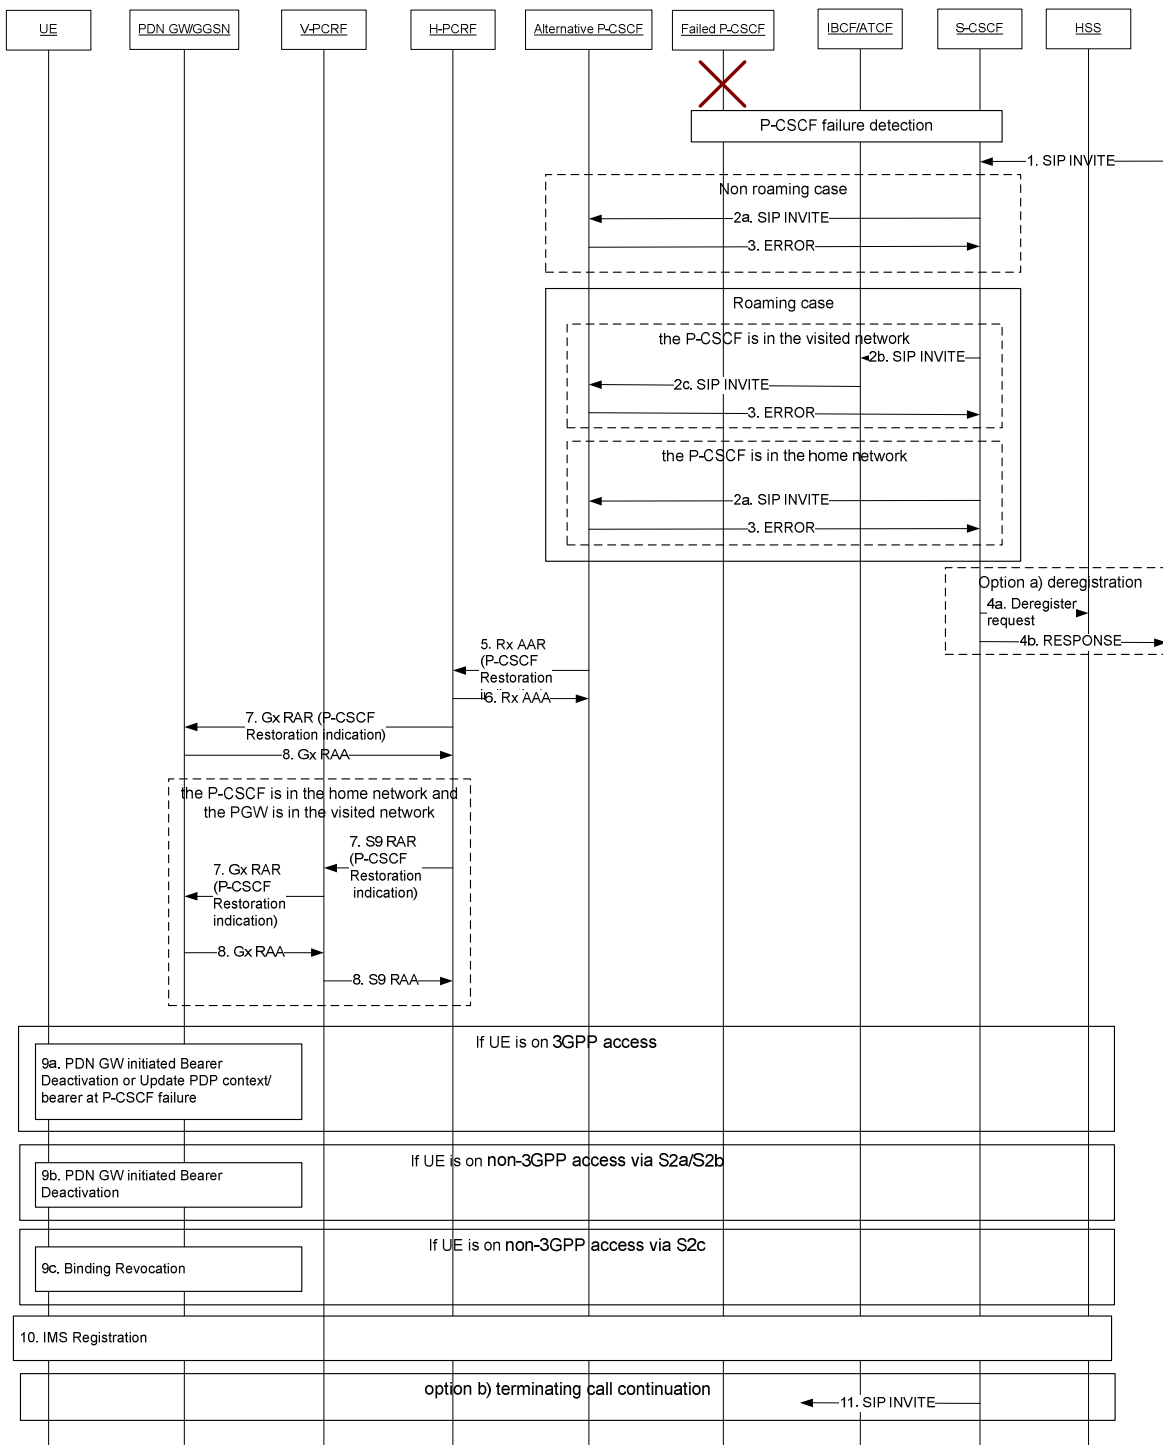 UE
PDN GW/GGSN
V-PCRF
H-PCRF
Alternative P-CSCF
Failed P-CSCF
IBCF/ATCF
S-CSCF
HSS
P-CSCF failure detection
1. SIP INVITE
Non roaming case
2a. SIP INVITE
3. ERROR
Roaming case
the P-CSCF is in the visited network
2b. SIP INVITE
2c. SIP INVITE
3. ERROR
the P-CSCF is in the home network
2a. SIP INVITE
3. ERROR
Option a) deregistration
4a. Deregister
request
4b. RESPONSE
5. Rx AAR
(P-CSCF
Restoration
6. Rx AAA
7. Gx RAR (P-CSCF
Restoration indication)
8. Gx RAA
the P-CSCF is in the home network and
the PGW is in the visited network
7. S9 RAR
(P-CSCF
Restoration
indication)
7. Gx RAR
(P-CSCF
Restoration
indication)
8. Gx RAA
8. S9 RAA
If UE is on 3GPP access
9a. PDN GW initiated Bearer
Deactivation or Update PDP context/
bearer at P-CSCF failure
If UE is on non-3GPP access via S2a/S2b
9b. PDN GW initiated Bearer
Deactivation
If UE is on non-3GPP access via S2c
9c. Binding Revocation
10. IMS Registration
option b) terminating call continuation
11. SIP INVITE